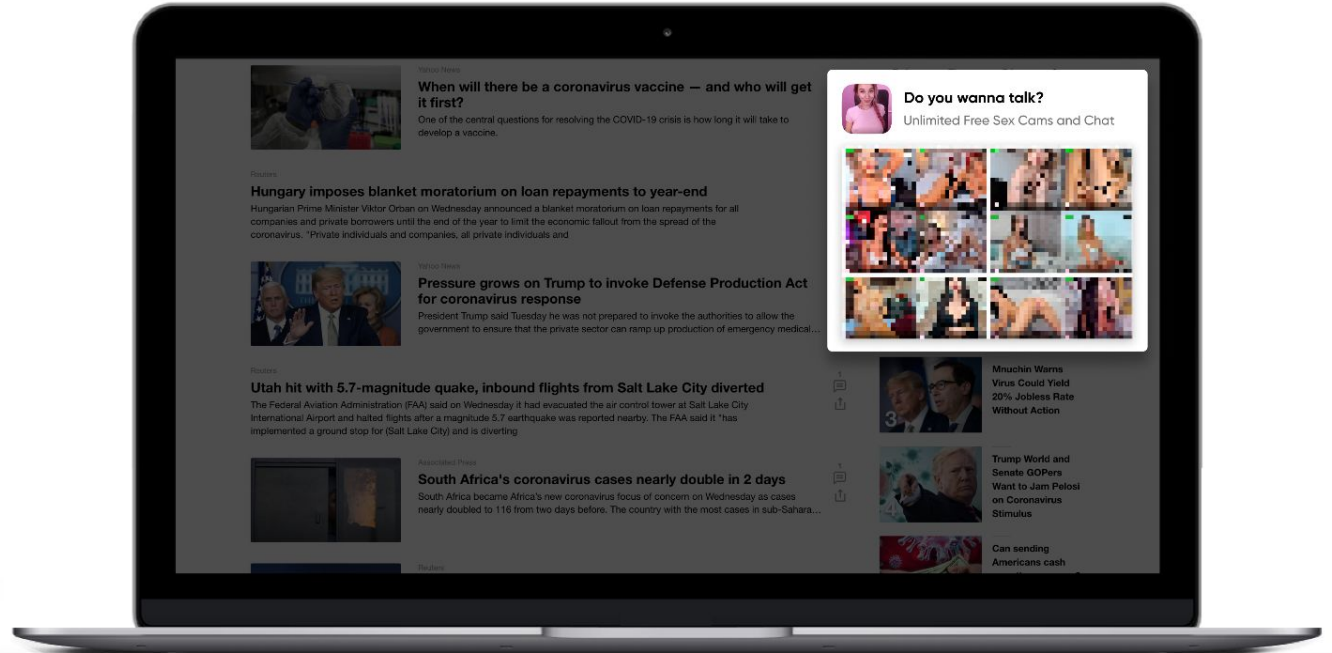 Yahoo News
When will there be a coronavirus vaccine — and who will get
it first?
One of the central questions for resolving the COVID-19 crisis is how long it will take to
develop a vaccine.
Reuters
Hungary imposes blanket moratorium on loan repayments to year-end
Hungarian Prime Minister Viktor Orban on Wednesday announced a blanket moratorium on loan repayments for all
companies and private borrowers until the end of the year to limit the economic fallout from the spread of the
coronavirus. "Private individuals and companies, all private individuals and
Yahoo News
Pressure grows on Trump to invoke Defense Production Act
for coronavirus response
President Trump said Tuesday he was not prepared to invoke the authorities to allow the
government to ensure that the private sector can ramp up production of emergency medical...
Reuters
Utah hit with 5.7-magnitude quake, inbound flights from Salt Lake City diverted
The Federal Aviation Administration (FAA) said on Wednesday it had evacuated the air control tower at Salt Lake City
International Airport and halted flights after a magnitude 5.7 earthquake was reported nearby. The FAA said it "has
implemented a ground stop for (Salt Lake City) and is diverting
1
Associated Press
South Africa's coronavirus cases nearly double in 2 days
South Africa became Africa's new coronavirus focus of concern on Wednesday as cases
nearly doubled to 116 from two days before. The country with the most cases in sub-Sahara...
1
Reuters
Do you wanna talk?
Unlimited Free Sex Cams and Chat
3
Mnuchin Warns
Virus Could Yield
20% Jobless Rate
Without Action
4
Trump World and
Senate GOPers
Want to Jam Pelosi
on Coronavirus
Stimulus
Can sending
Americans cash